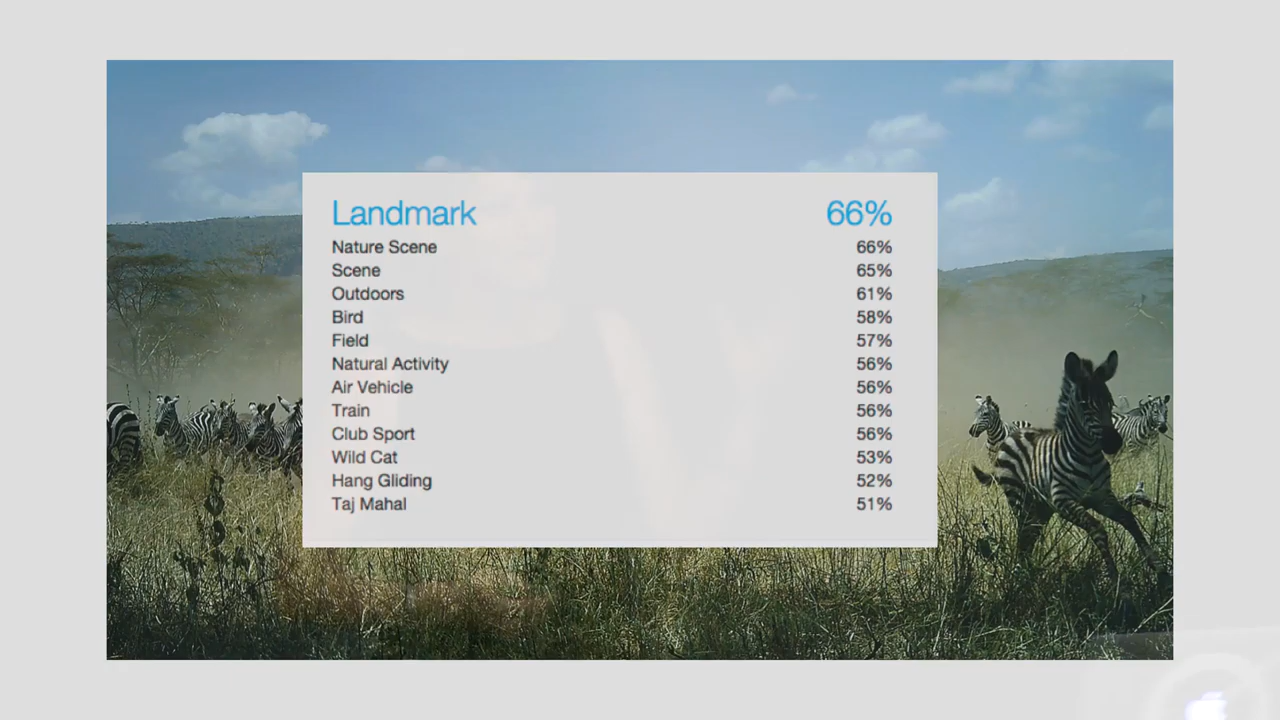 Landmark 66%
Nature Scene 66%
Scene 65%
Outdoors 61%
Bird 58%
Field 57%
Natural Activity 56%
Air Vehicle 56%
Train 56%
Club Sport 56%
Wild Cat 53%
Hang Gliding 52%
Taj Mahal 51%